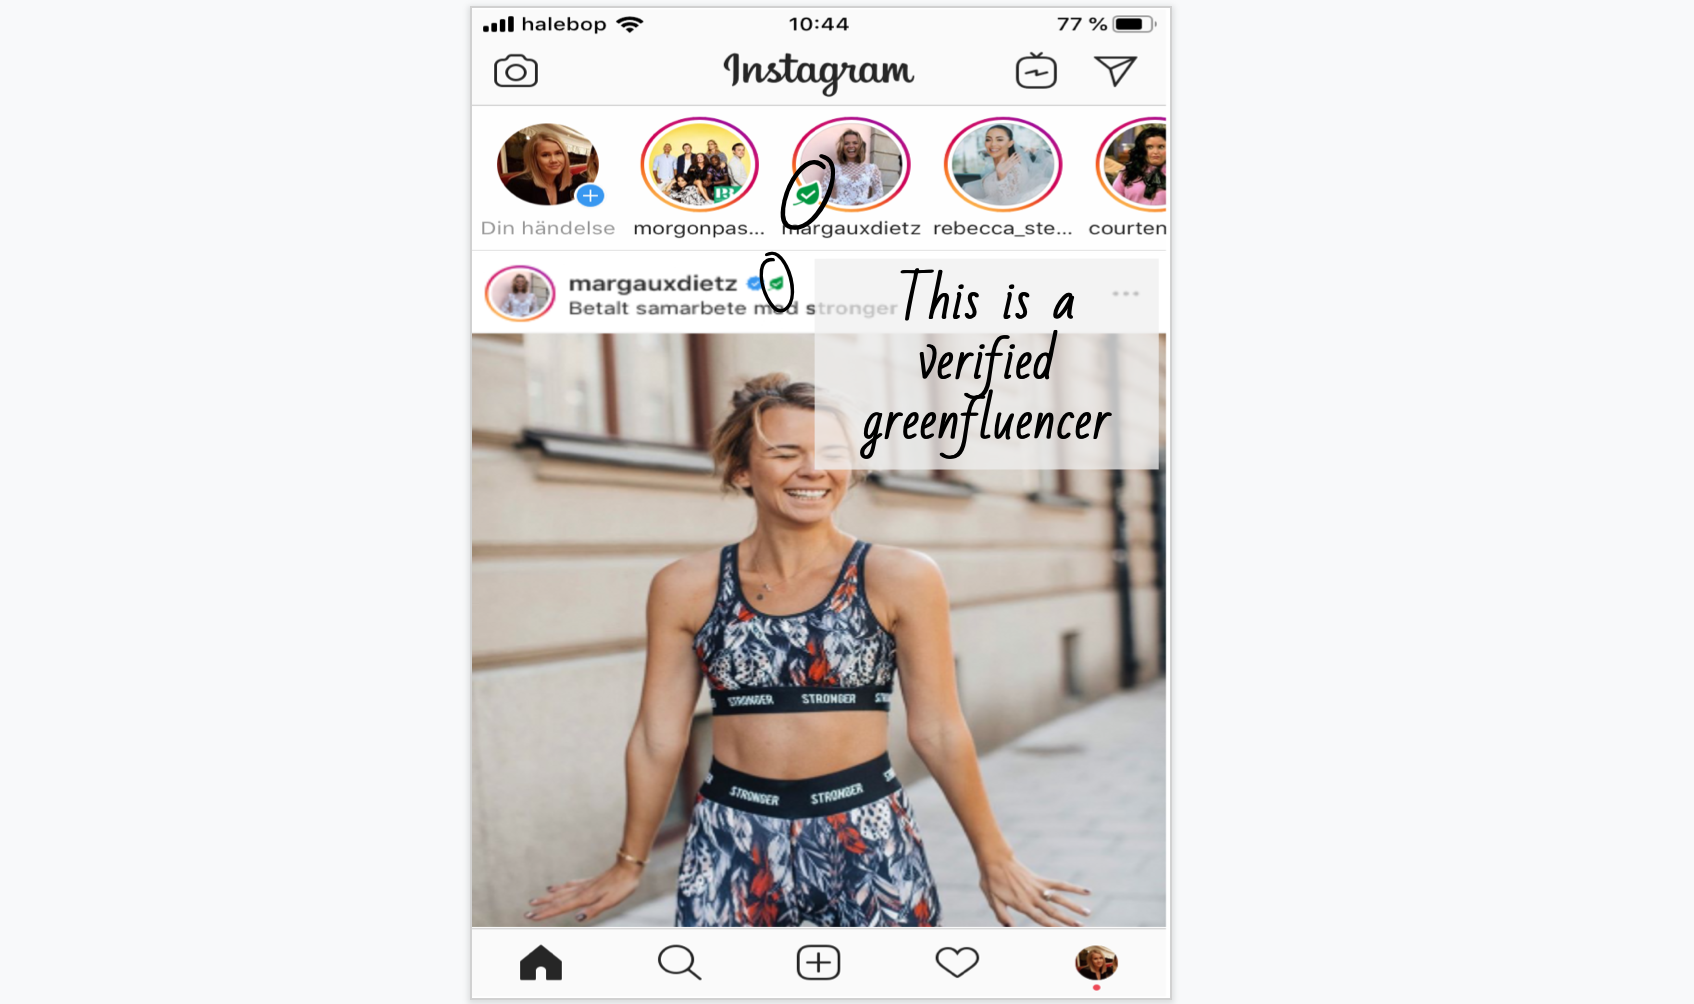 halebop 10:44 77 %
Instagram
Din händelse morgonpas... margauxdietz rebecca_ste... courten
margauxdietz
Betalt samarbete med stronger
This is a
verified
greenfluencer
STRONGER STRONGER
STRONGER STRONGER